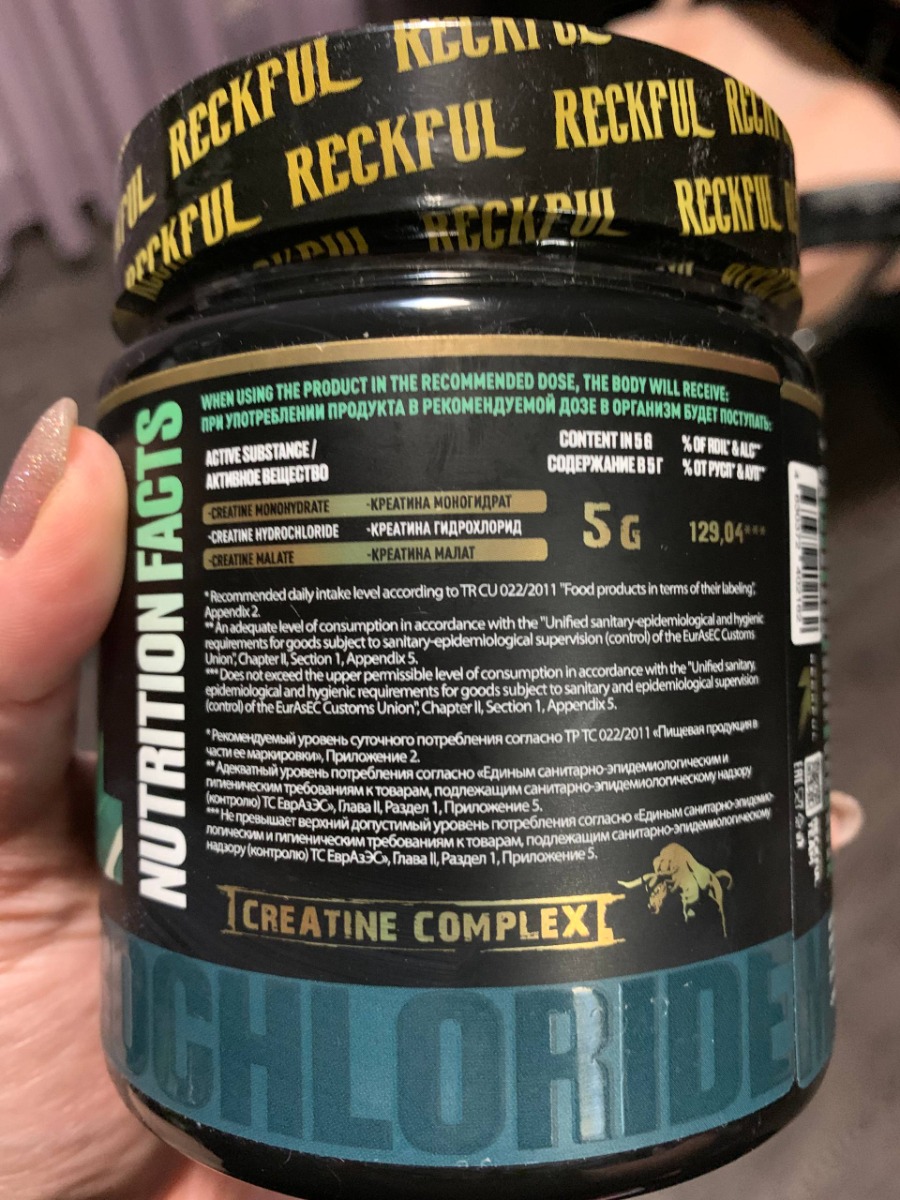 RECKFUL
RECKFUL RECKFUL
RECKFUL RECKFUL
RECKFUL RECKFUL
WHEN USING THE PRODUCT IN THE RECOMMENDED DOSE, THE BODY WILL RECEIVE:
ПРИ УПОТРЕБЛЕНИИ ПРОДУКТА В РЕКОМЕНДУЕМОЙ ДОЗЕ В ОРГАНИЗМ БУДЕТ ПОСТУПАТЬ:
NUTRITION FACTS
ACTIVE SUBSTANCE / CONTENT IN 5 G
АКТИВНОЕ ВЕЩЕСТВО СОДЕРЖАНИЕ В 5 Г
-CREATINE MONOHYDRATE -КРЕАТИНА МОНОГИДРАТ
-CREATINE HYDROCHLORIDE -КРЕАТИНА ГИДРОХЛОРИД 5 G 129,04***
-CREATINE MALATE -КРЕАТИНА МАЛАТ
* Recommended daily intake level according to TR CU 022/2011 "Food products in terms of their labeling",
Appendix 2.
** An adequate level of consumption in accordance with the "Unified sanitary-epidemiological and hygienic
requirements for goods subject to sanitary-epidemiological supervision (control) of the EurAsEC Customs
Union", Chapter II, Section 1, Appendix 5.
*** Does not exceed the upper permissible level of consumption in accordance with the "Unified sanitary,
epidemiological and hygienic requirements for goods subject to sanitary and epidemiological supervision
(control) of the EurAsEC Customs Union", Chapter II, Section 1, Appendix 5.
* Рекомендуемый уровень суточного потребления согласно ТР ТС 022/2011 «Пищевая продукция в
части ее маркировки», Приложение 2.
** Адекватный уровень потребления согласно «Единым санитарно-эпидемиологическим и
гигиеническим требованиям к товарам, подлежащим санитарно-эпидемиологическому надзору
(контролю) ТС ЕврАзЭС», Глава II, Раздел 1, Приложение 5.
*** Не превышает верхний допустимый уровень потребления согласно «Единым санитарно-эпидемио-
логическим и гигиеническим требованиям к товарам, подлежащим санитарно-эпидемиологическому
надзору (контролю) ТС ЕврАзЭС», Глава II, Раздел 1, Приложение 5.
CREATINE COMPLEX
OCHLORIDE